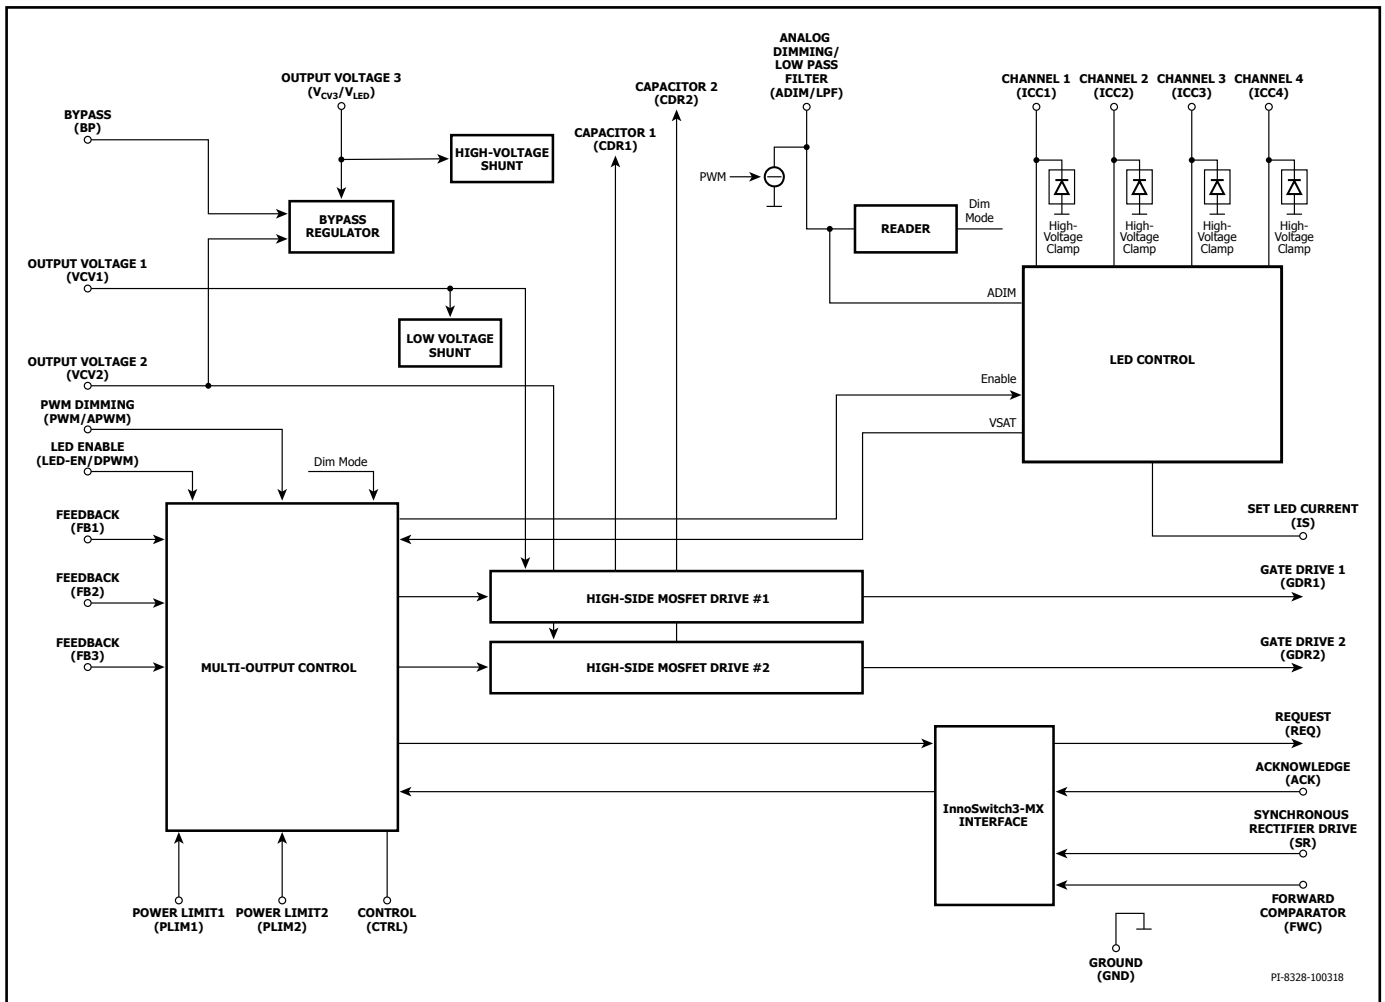 ANALOG
DIMMING/
LOW PASS
FILTER
(ADIM/LPF)
OUTPUT VOLTAGE 3
(VCV3/VLED)
CAPACITOR 2
(CDR2)
CHANNEL 1
(ICC1)
CHANNEL 2
(ICC2)
CHANNEL 3
(ICC3)
CHANNEL 4
(ICC4)
BYPASS
(BP)
CAPACITOR 1
(CDR1)
HIGH-VOLTAGE
SHUNT
PWM
BYPASS
REGULATOR
READER
Dim
Mode
High-
Voltage
Clamp
High-
Voltage
Clamp
High-
Voltage
Clamp
High-
Voltage
Clamp
OUTPUT VOLTAGE 1
(VCV1)
ADIM
LOW VOLTAGE
SHUNT
LED CONTROL
OUTPUT VOLTAGE 2
(VCV2)
Enable
PWM DIMMING
(PWM/APWM)
VSAT
LED ENABLE
(LED-EN/DPWM)
Dim Mode
FEEDBACK
(FB1)
SET LED CURRENT
(IS)
FEEDBACK
(FB2)
HIGH-SIDE MOSFET DRIVE #1
GATE DRIVE 1
(GDR1)
FEEDBACK
(FB3)
MULTI-OUTPUT CONTROL
HIGH-SIDE MOSFET DRIVE #2
GATE DRIVE 2
(GDR2)
REQUEST
(REQ)
ACKNOWLEDGE
(ACK)
InnoSwitch3-MX
INTERFACE
SYNCHRONOUS
RECTIFIER DRIVE
(SR)
POWER LIMIT1
(PLIM1)
POWER LIMIT2
(PLIM2)
CONTROL
(CTRL)
FORWARD
COMPARATOR
(FWC)
GROUND
(GND)
PI-8328-100318